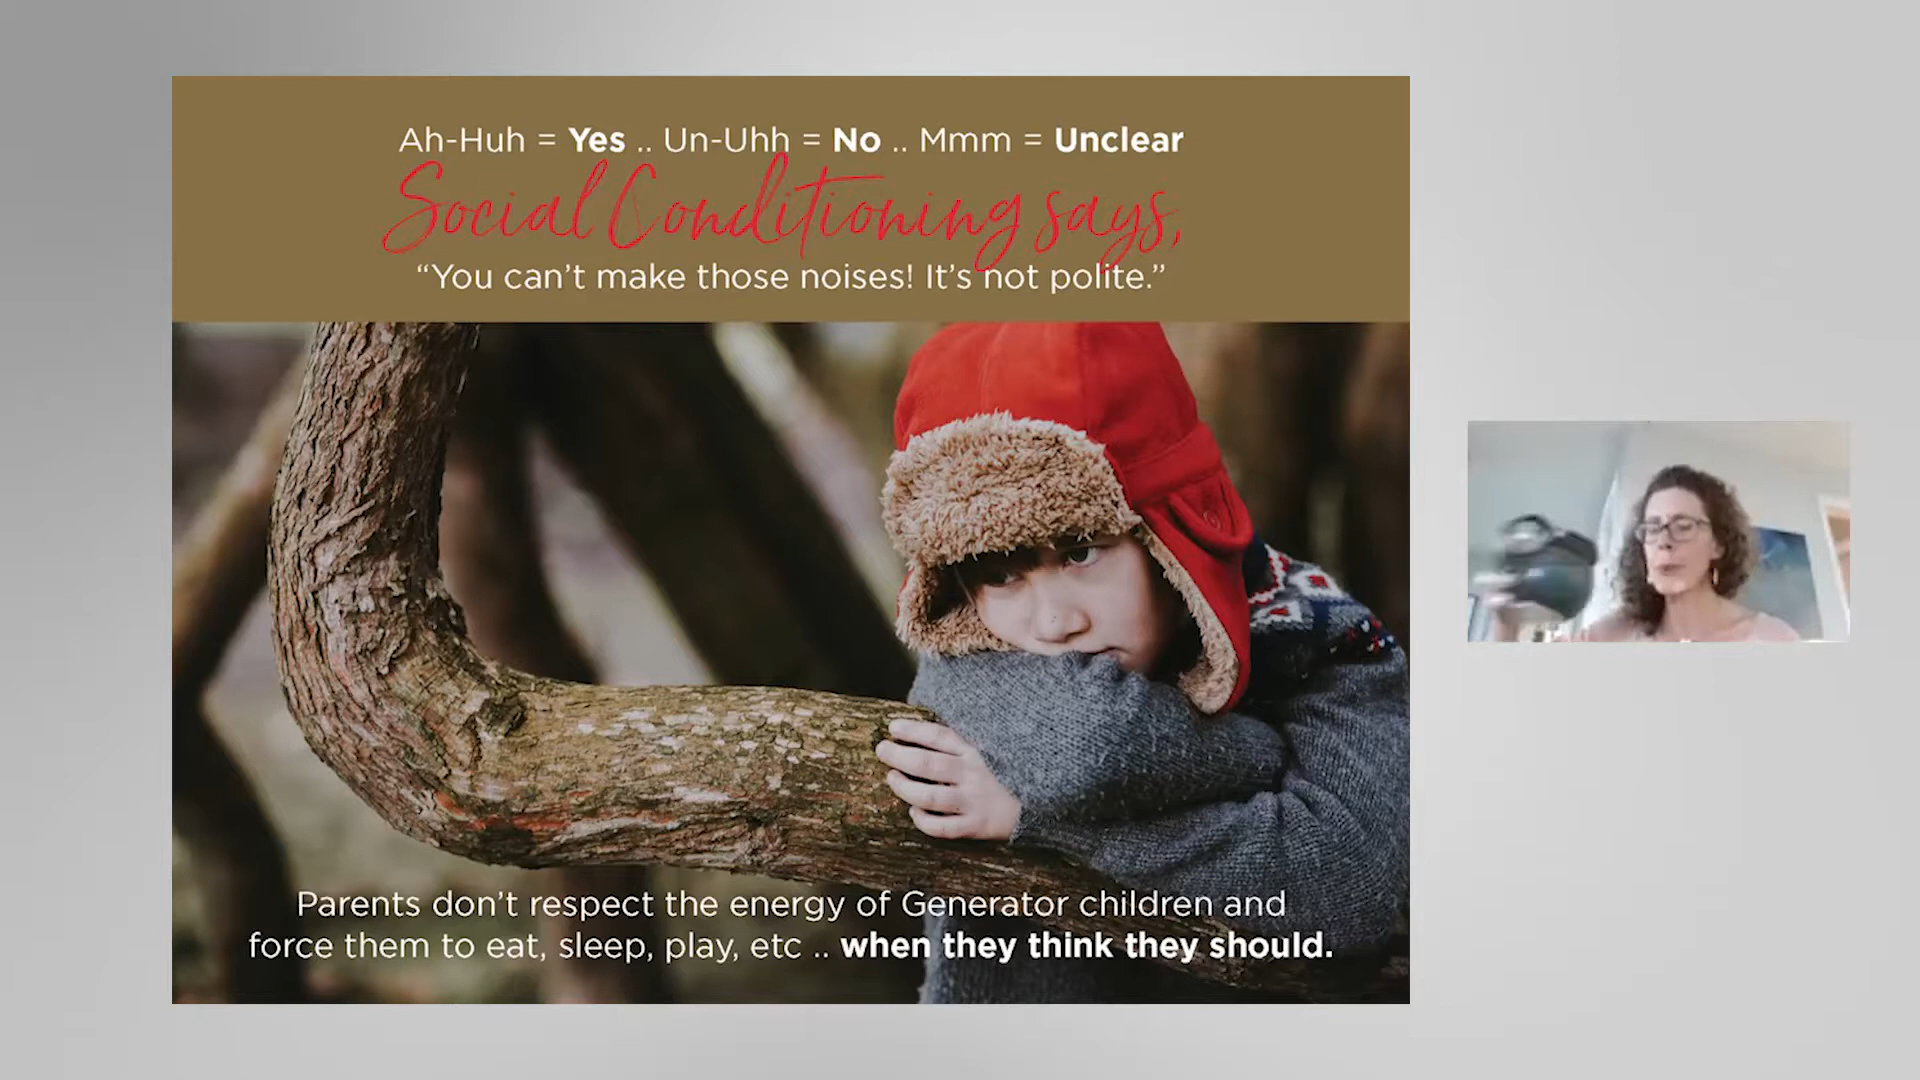 Ah-Huh = Yes .. Un-Uhh = No .. Mmm = Unclear
Social Conditioning says,
“You can’t make those noises! It’s not polite.”
Parents don’t respect the energy of Generator children and
force them to eat, sleep, play, etc .. when they think they should.